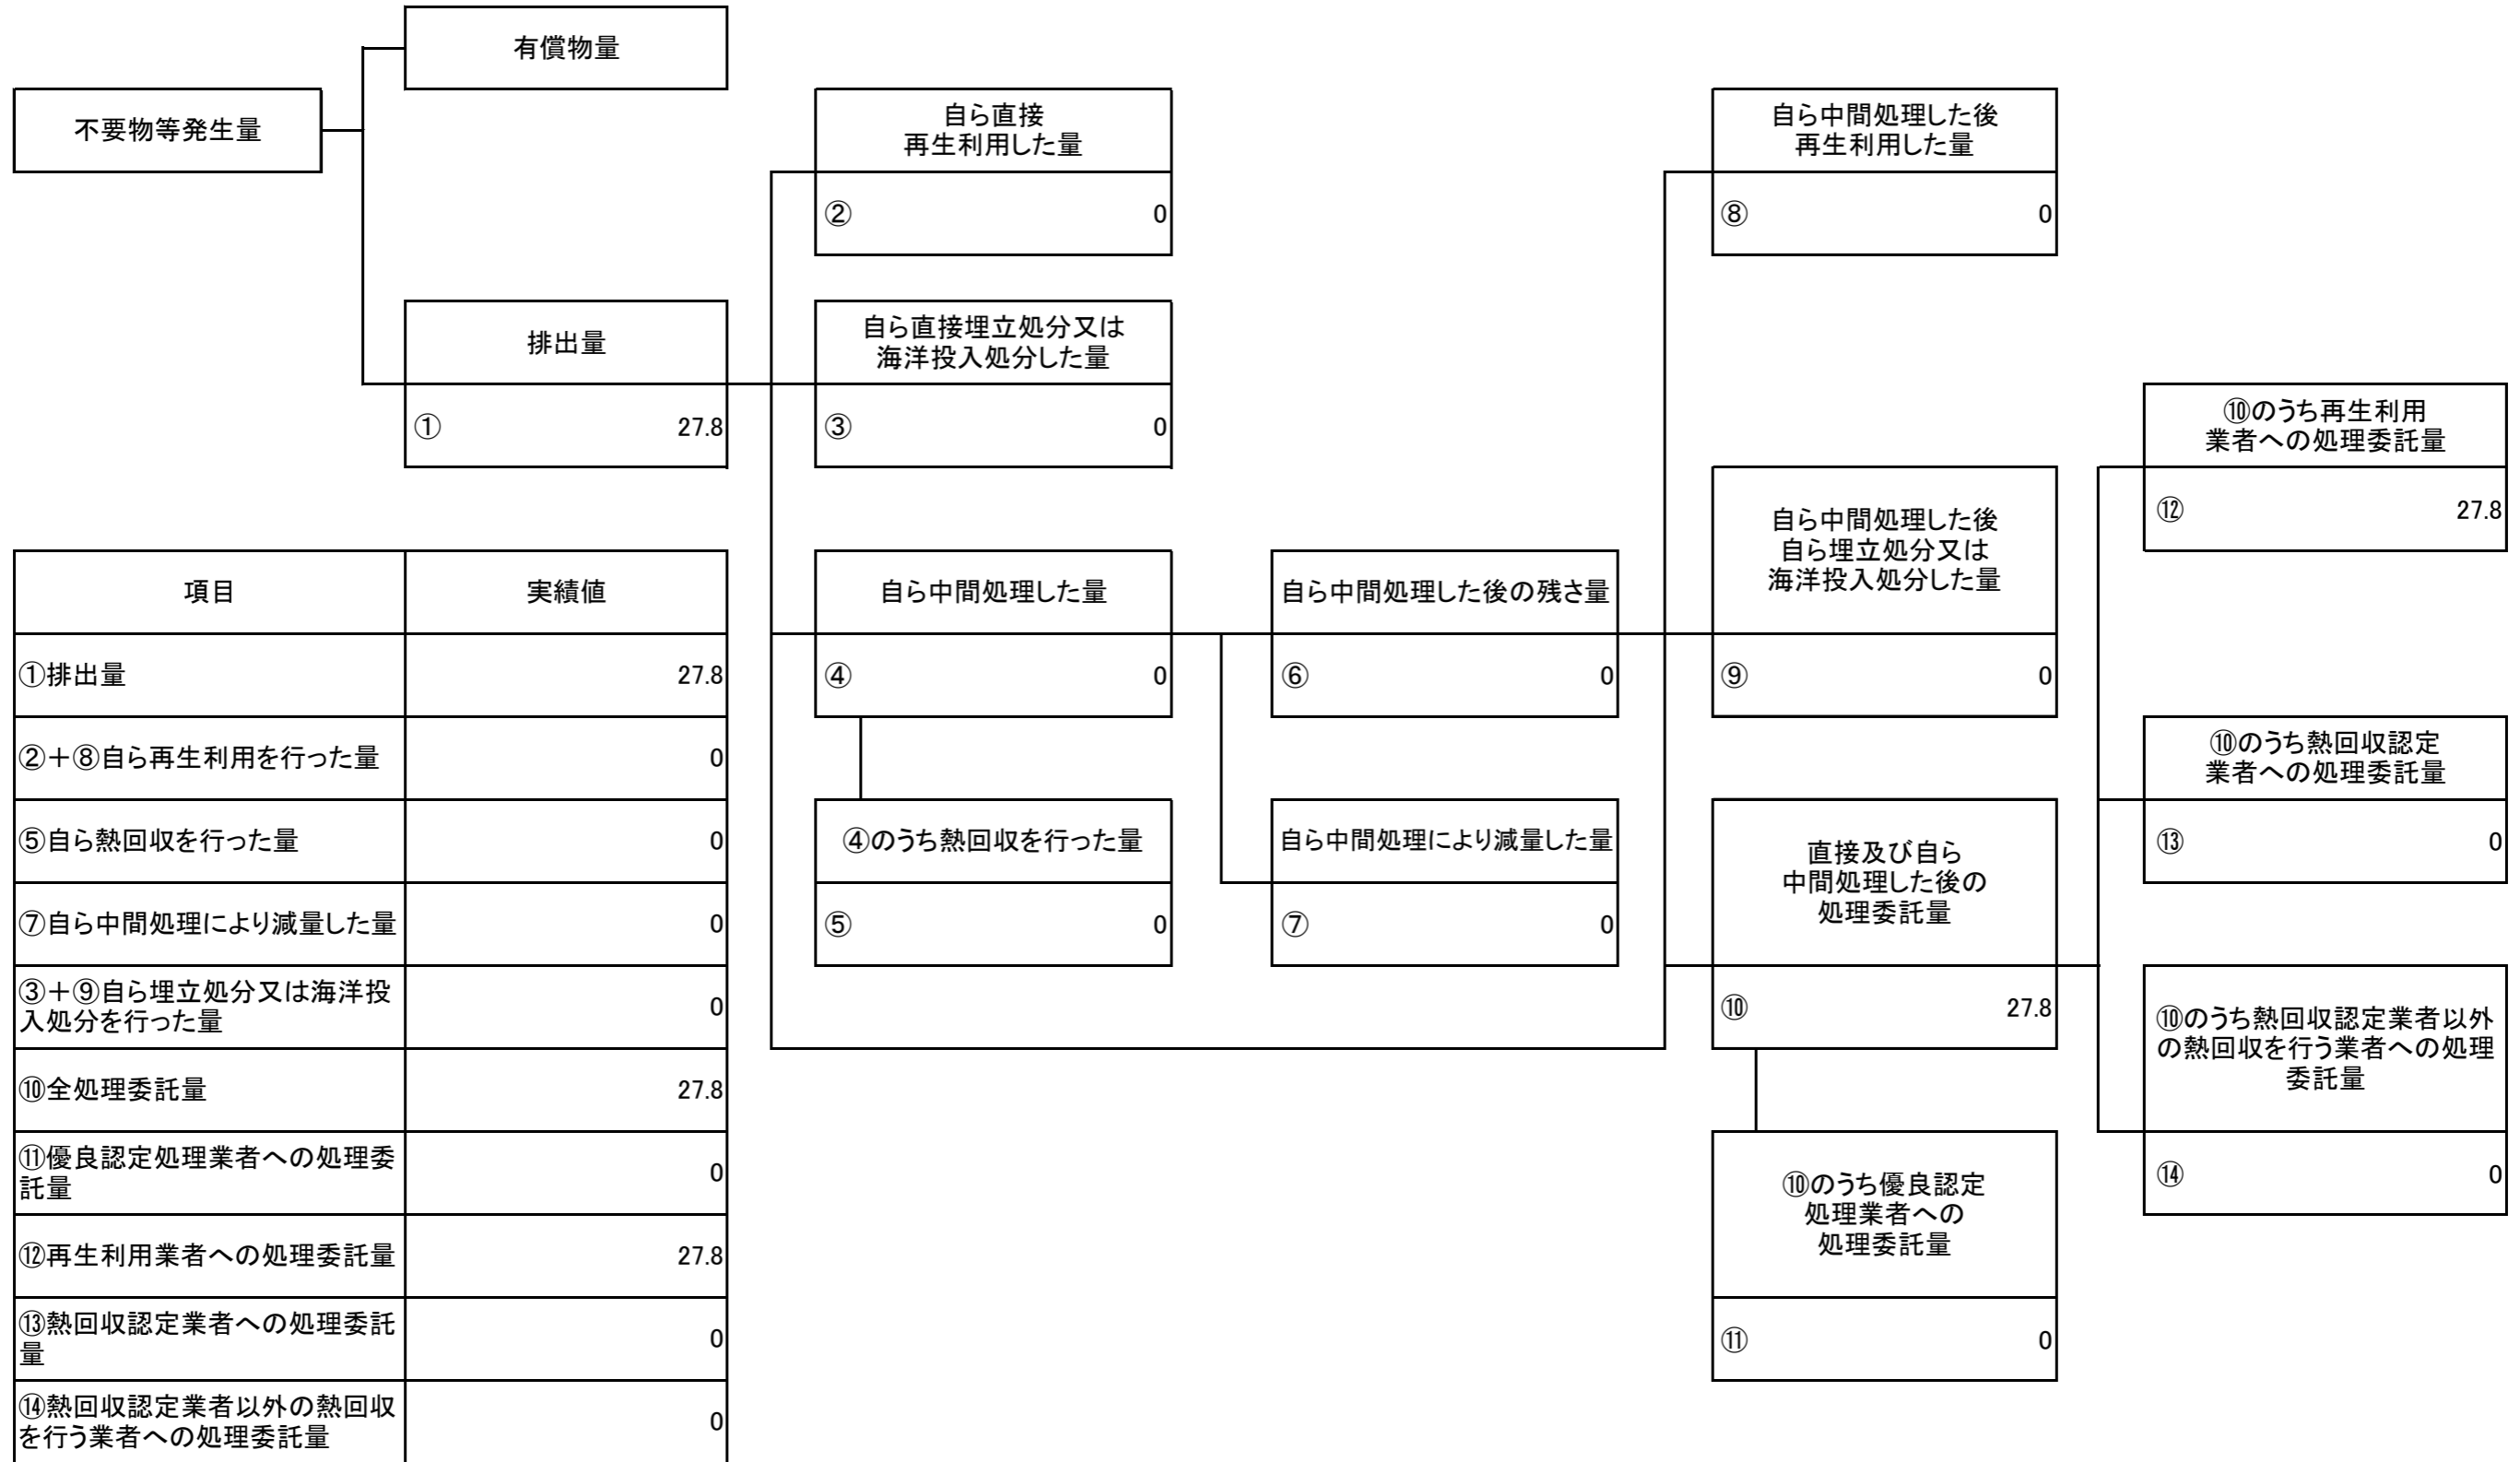 有償物量
不要物等発生量
自ら直接
再生利用した量
② 0
自ら中間処理した後
再生利用した量
⑧ 0
排出量
① 27.8
自ら直接埋立処分又は
海洋投入処分した量
③ 0
⑩のうち再生利用
業者への処理委託量
⑫ 27.8
自ら中間処理した量
④ 0
自ら中間処理した後の残さ量
⑥ 0
自ら中間処理した後
自ら埋立処分又は
海洋投入処分した量
⑨ 0
⑩のうち熱回収認定
業者への処理委託量
⑬ 0
④のうち熱回収を行った量
⑤ 0
自ら中間処理により減量した量
⑦ 0
直接及び自ら
中間処理した後の
処理委託量
⑩ 27.8
⑩のうち熱回収認定業者以外
の熱回収を行う業者への処理
委託量
⑭ 0
⑩のうち優良認定
処理業者への
処理委託量
⑪ 0
項目 実績値
①排出量 27.8
②＋⑧自ら再生利用を行った量 0
⑤自ら熱回収を行った量 0
⑦自ら中間処理により減量した量 0
③＋⑨自ら埋立処分又は海洋投
入処分を行った量 0
⑩全処理委託量 27.8
⑪優良認定処理業者への処理委
託量 0
⑫再生利用業者への処理委託量 27.8
⑬熱回収認定業者への処理委託
量 0
⑭熱回収認定業者以外の熱回収
を行う業者への処理委託量 0